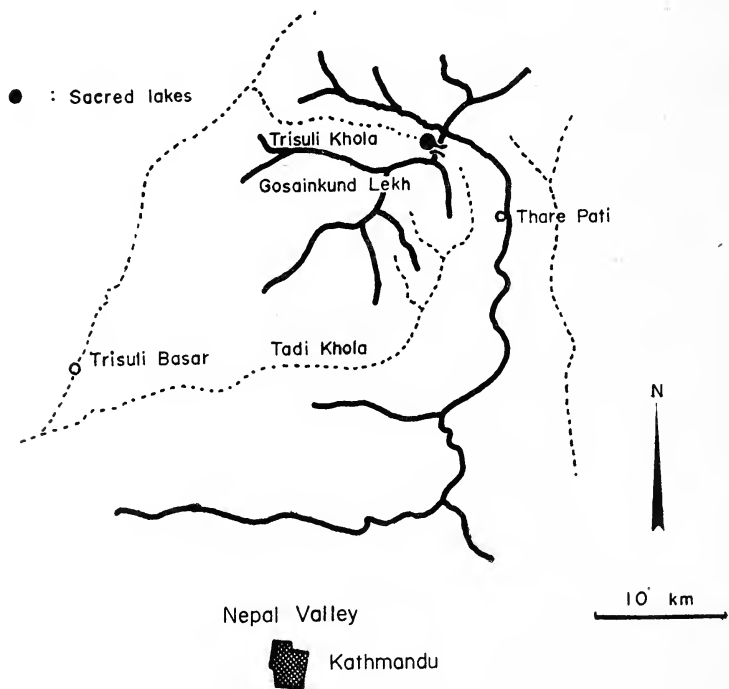 : Sacred lakes
Trisuli Khola
Gosainkund Lekh
Thare Pati
Trisuli Basar
Tadi Khola
N
10 km
Nepal Valley
Kathmandu